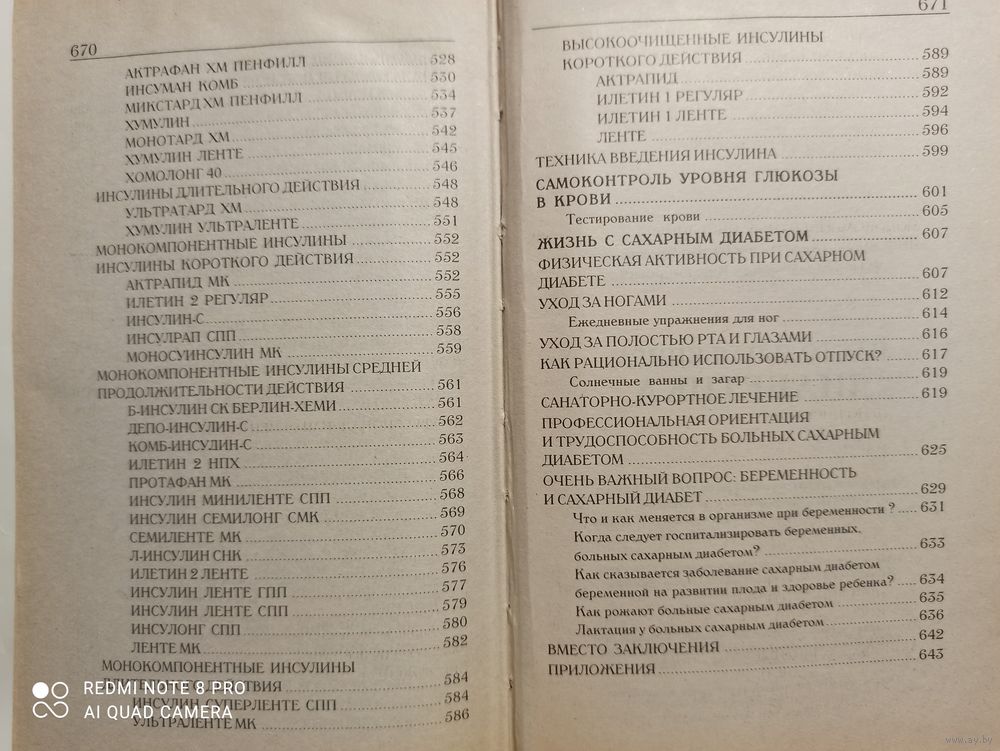 670
АКТРАФАН ХМ ПЕНФИЛЛ 528
ИНСУМАН КОМБ 530
МИКСТАРД ХМ ПЕНФИЛЛ 534
ХУМУЛИН 537
МОНОТАРД ХМ 542
ХУМУЛИН ЛЕНТЕ 545
ХОМОЛОНГ 40 546
ИНСУЛИНЫ ДЛИТЕЛЬНОГО ДЕЙСТВИЯ 548
УЛЬТРАТАРД ХМ 548
ХУМУЛИН УЛЬТРАЛЕНТЕ 551
МОНОКОМПОНЕНТНЫЕ ИНСУЛИНЫ 552
ИНСУЛИНЫ КОРОТКОГО ДЕЙСТВИЯ 552
АКТРАПИД МК 552
ИЛЕТИН 2 РЕГУЛЯР 555
ИНСУЛИН-С 556
ИНСУЛРАП СПП 558
МОНОСУИНСУЛИН МК 559
МОНОКОМПОНЕНТНЫЕ ИНСУЛИНЫ СРЕДНЕЙ
ПРОДОЛЖИТЕЛЬНОСТИ ДЕЙСТВИЯ 561
Б-ИНСУЛИН СК БЕРЛИН-ХЕМИ 561
ДЕПО-ИНСУЛИН-С 562
КОМБ-ИНСУДИН-С 563
ИЛЕТИН 2 НПХ 564
ПРОТАФАН МК 566
ИНСУЛИН МИНИЛЕНТЕ СПП 568
ИНСУЛИН СЕМИЛОНГ СМК 569
СЕМИЛЕНТЕ МК 570
Л-ИНСУЛИН СНК 573
ИЛЕТИН 2 ЛЕНТЕ 576
ИНСУЛИН ЛЕНТЕ ГПП 577
ИНСУЛИН ЛЕНТЕ СПП 579
ИНСУЛОНГ СПП 580
ЛЕНТЕ МК 582
МОНОКОМПОНЕНТНЫЕ ИНСУЛИНЫ
ДЛИТЕЛЬНОГО ДЕЙСТВИЯ 584
ИНСУЛИН СУПЕРЛЕНТЕ СПП 584
УЛЬТРАЛЕНТЕ МК 586
REDMI NOTE 8 PRO
AI QUAD CAMERA
671
ВЫСОКООЧИЩЕННЫЕ ИНСУЛИНЫ
КОРОТКОГО ДЕЙСТВИЯ 589
АКТРАПИД 589
ИЛЕТИН 1 РЕГУЛЯР 592
ИЛЕТИН 1 ЛЕНТЕ 594
ЛЕНТЕ 596
ТЕХНИКА ВВЕДЕНИЯ ИНСУЛИНА 599
САМОКОНТРОЛЬ УРОВНЯ ГЛЮКОЗЫ
В КРОВИ 601
Тестирование крови 605
ЖИЗНЬ С САХАРНЫМ ДИАБЕТОМ 607
ФИЗИЧЕСКАЯ АКТИВНОСТЬ ПРИ САХАРНОМ
ДИАБЕТЕ 607
УХОД ЗА НОГАМИ 612
Ежедневные упражнения для ног 614
УХОД ЗА ПОЛОСТЬЮ РТА И ГЛАЗАМИ 616
КАК РАЦИОНАЛЬНО ИСПОЛЬЗОВАТЬ ОТПУСК? 617
Солнечные ванны и загар 619
САНАТОРНО-КУРОРТНОЕ ЛЕЧЕНИЕ 619
ПРОФЕССИОНАЛЬНАЯ ОРИЕНТАЦИЯ
И ТРУДОСПОСОБНОСТЬ БОЛЬНЫХ САХАРНЫМ
ДИАБЕТОМ 625
ОЧЕНЬ ВАЖНЫЙ ВОПРОС: БЕРЕМЕННОСТЬ
И САХАРНЫЙ ДИАБЕТ 629
Что и как меняется в организме при беременности ? 631
Когда следует госпитализировать беременных,
больных сахарным диабетом? 633
Как сказывается заболевание сахарным диабетом
беременной на развитии плода и здоровье ребенка? 634
Как рожают больные сахарным диабетом 635
Лактация у больных сахарным диабетом 636
ВМЕСТО ЗАКЛЮЧЕНИЯ 642
ПРИЛОЖЕНИЯ 643
www.ay.by